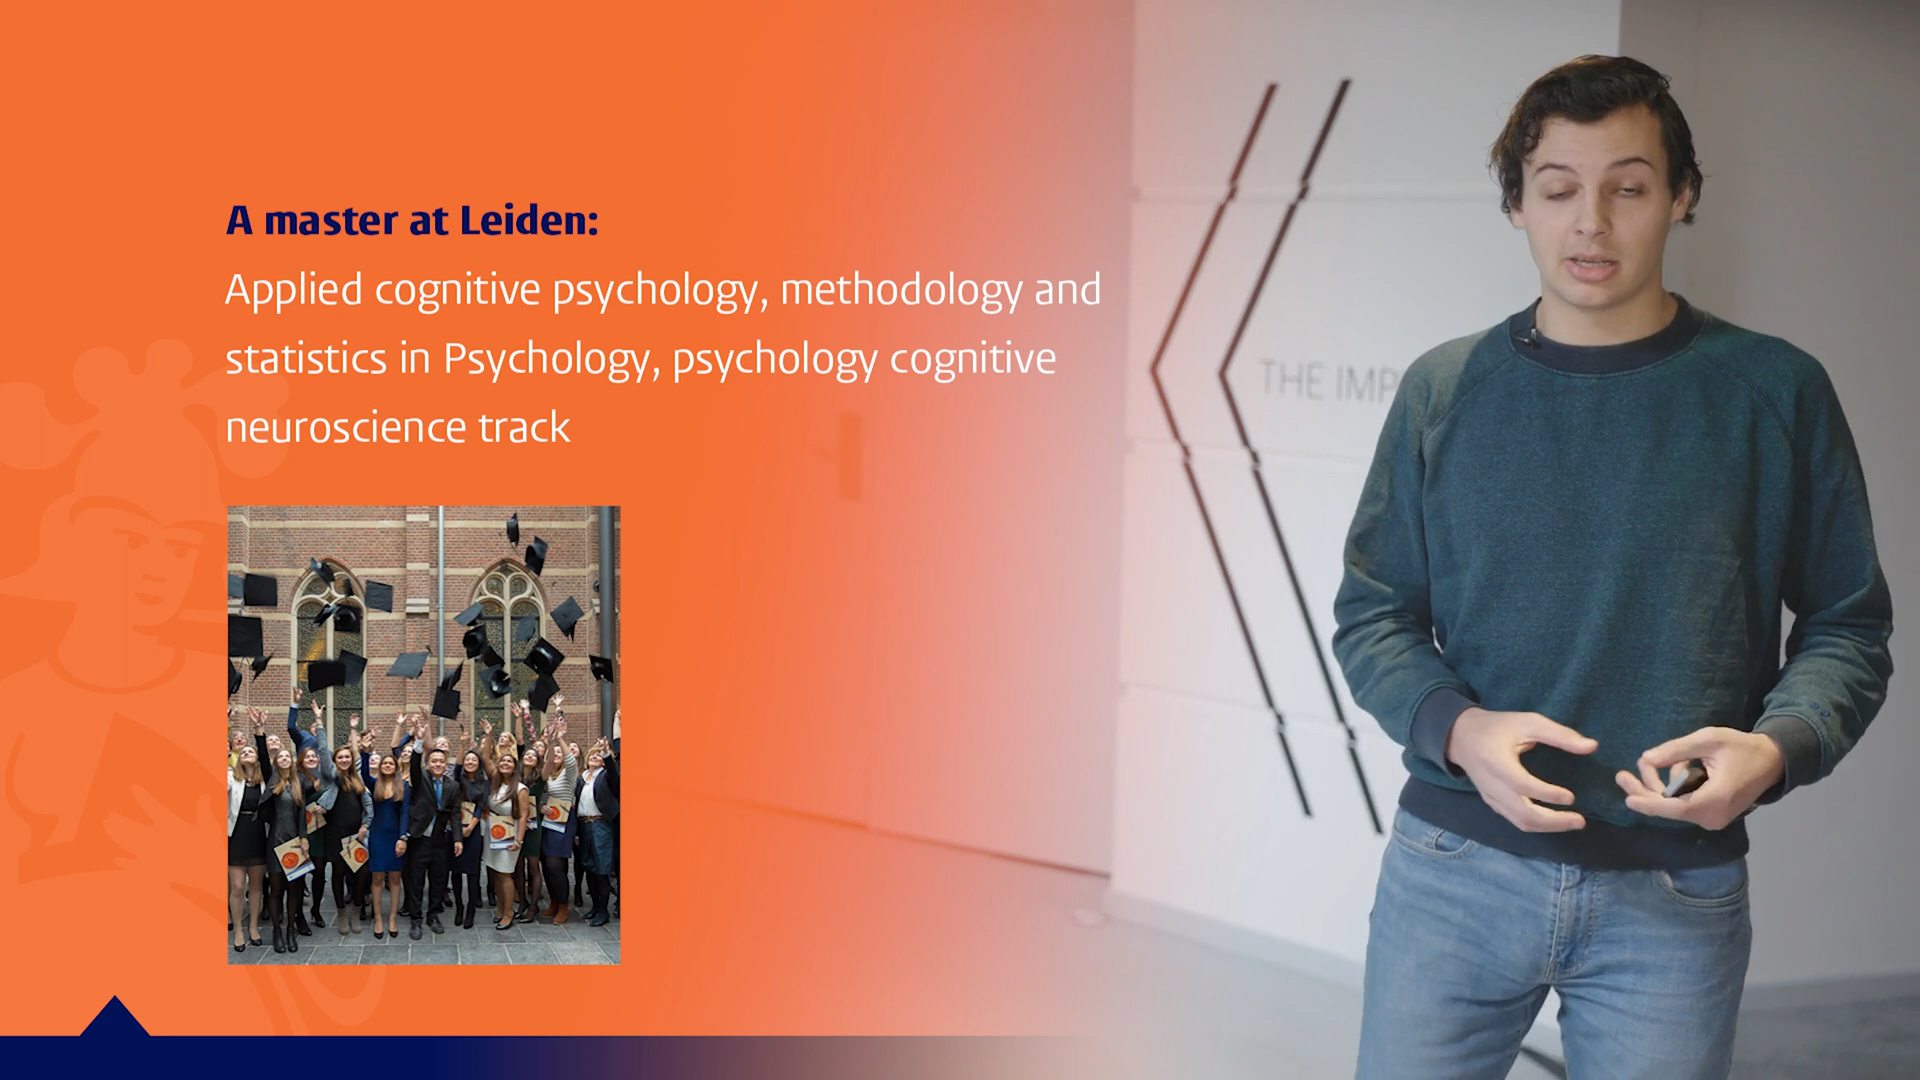 A master at Leiden:
Applied cognitive psychology, methodology and
statistics in Psychology, psychology cognitive
neuroscience track
THE IMP